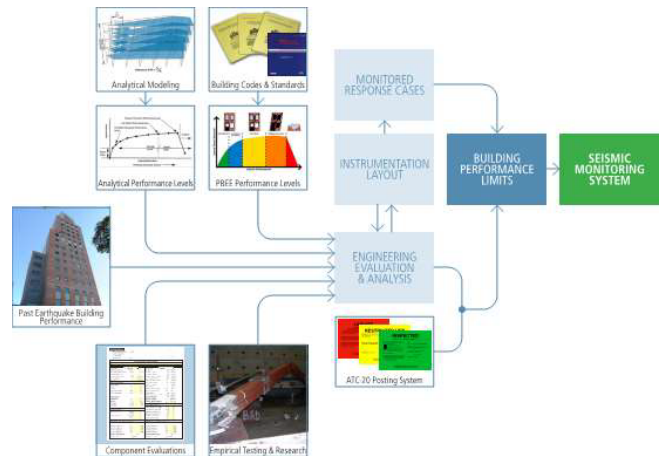 Analytical Modeling
Building Codes & Standards
MONITORED
RESPONSE CASES
Analytical Performance Levels
PBEE Performance Levels
INSTRUMENTATION
LAYOUT
BUILDING
PERFORMANCE
LIMITS
SEISMIC
MONITORING
SYSTEM
ENGINEERING
EVALUATION
& ANALYSIS
Past Earthquake Building
Performance
ATC-20 Posting System
Component Evaluations
Empirical Testing & Research